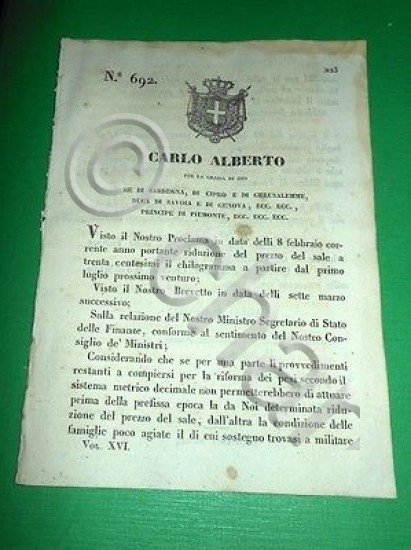 N.° 692.
CARLO ALBERTO
PER LA GRAZIA DI DIO
RE DI SARDEGNA, DI CIPRO E DI GERUSALEMME,
DUCA DI SAVOIA E DI GENOVA, ECC. ECC.,
PRINCIPE DI PIEMONTE, ECC. ECC. ECC.
Visto il Nostro Proclama in data delli 8 febbraio cor-
rente anno portante riduzione del prezzo del sale a
trenta centesimi il chilogramma a partire dal primo
luglio prossimo venturo;
Visto il Nostro Brevetto in data delli sette marzo
successivo;
Sulla relazione del Nostro Ministro Segretario di Stato
delle Finanze, conforme al sentimento del Nostro Con-
siglio de' Ministri;
Considerando che se per una parte li provvedimenti
restanti a compiersi per la riforma dei pesi secondo il
sistema metrico decimale non permetterebbero di attuare
prima della prefissa epoca la da Noi determinata ridu-
zione del prezzo del sale, dall'altra la condizione delle
famiglie poco agiate il di cui sostegno trovasi a militare
Vol. XVI.